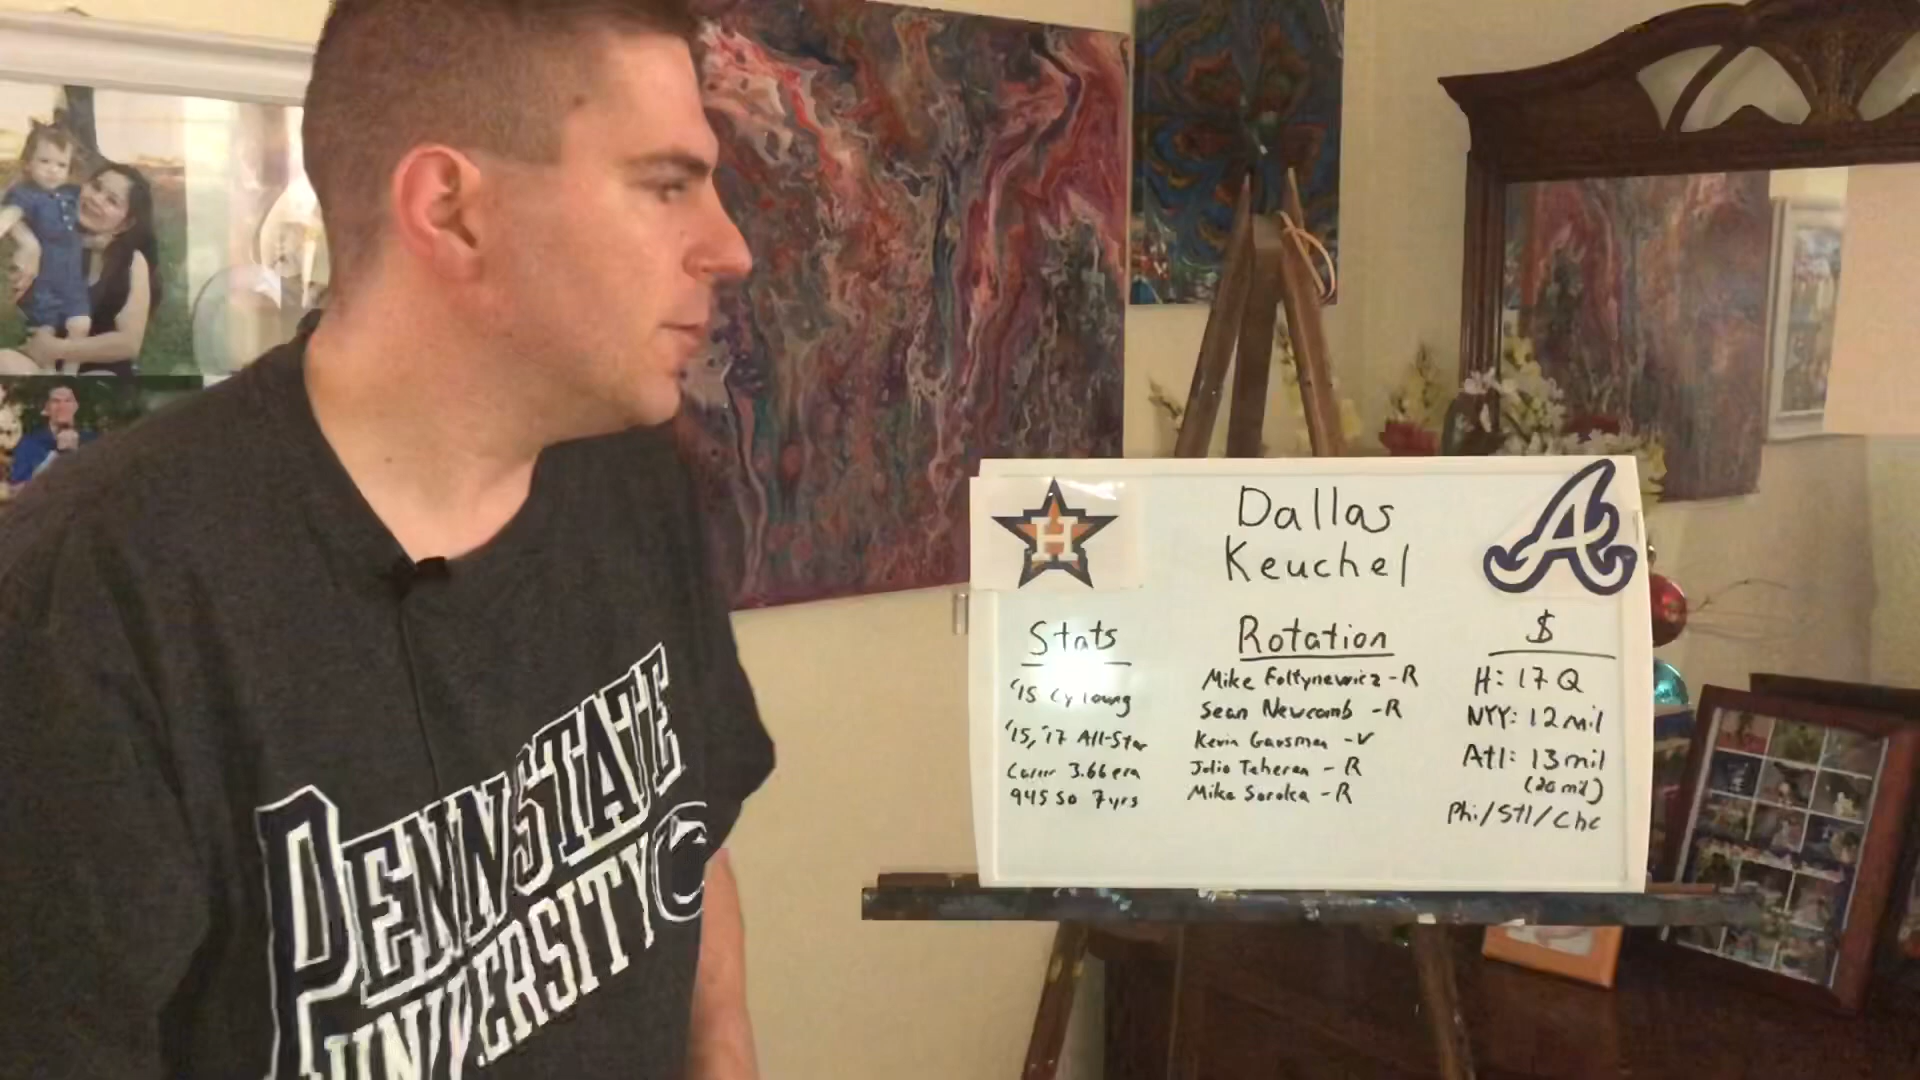 PENN STATE
UNIVERSITY
H
Dallas
Keuchel
A
Stats
'15 Cy Young
'15, '17 All-Star
Career 3.66 era
945 so 7 yrs
Rotation
Mike Foltynewicz - R
Sean Newcomb - R
Kevin Gausman - V
Julio Teheran - R
Mike Soroka - R
$
H: 17 Q
NYY: 12 mil
Atl: 13 mil
(20 mil)
Phi/Stl/Chc